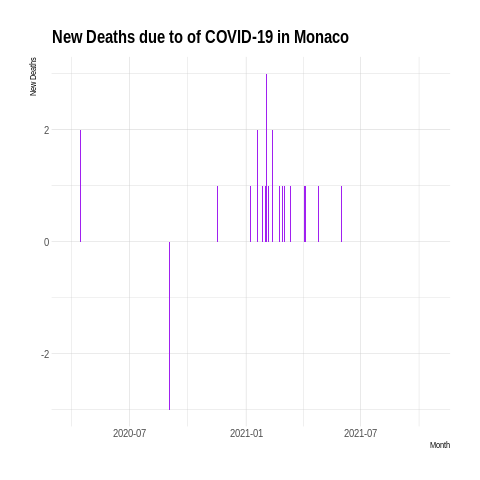 New Deaths due to of COVID-19 in Monaco
New Deaths
2
0
-2
2020-07
2021-01
2021-07
Month